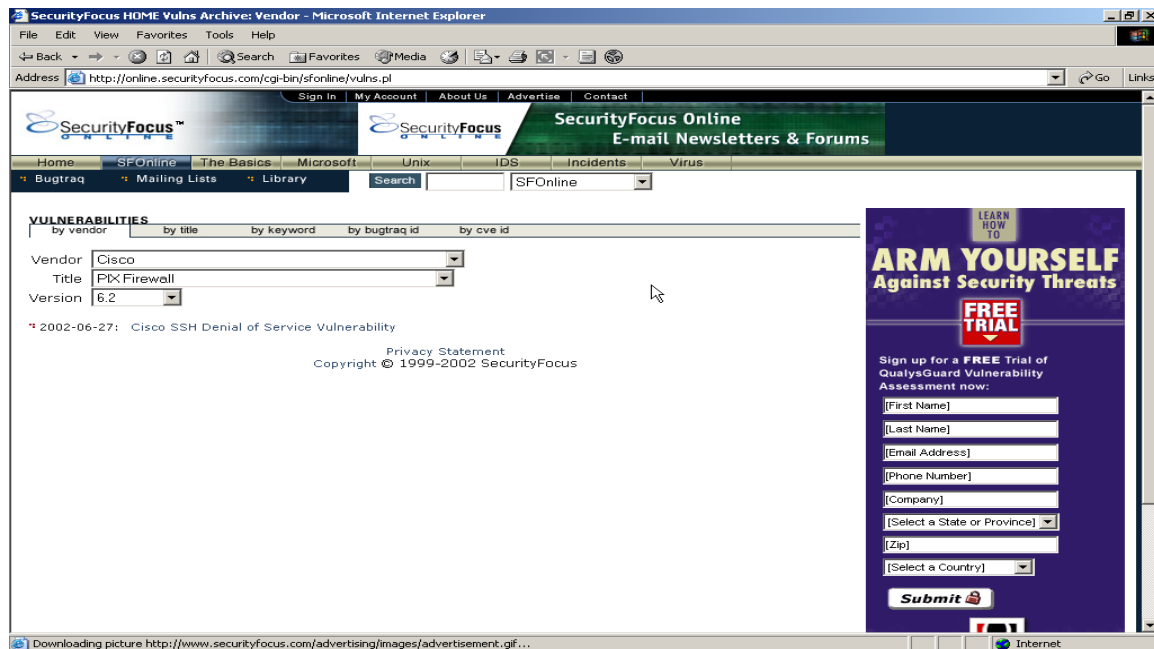 SecurityFocus HOME Vulns Archive: Vendor - Microsoft Internet Explorer
File Edit View Favorites Tools Help
Back Search Favorites Media
Address http://online.securityfocus.com/cgi-bin/sfonline/vulns.pl Go Links
Sign In My Account About Us Advertise Contact
SecurityFocus™
ONLINE
SecurityFocus
ONLINE
SecurityFocus Online
E-mail Newsletters & Forums
Home SFOnline The Basics Microsoft Unix IDS Incidents Virus
Bugtraq Mailing Lists Library Search SFOnline
VULNERABILITIES
by vendor by title by keyword by bugtraq id by cve id
Vendor Cisco
Title PIX Firewall
Version 6.2
2002-06-27: Cisco SSH Denial of Service Vulnerability
Privacy Statement
Copyright © 1999-2002 SecurityFocus
LEARN
HOW
TO
ARM YOURSELF
Against Security Threats
FREE
TRIAL
Sign up for a FREE Trial of
QualysGuard Vulnerability
Assessment now:
[First Name]
[Last Name]
[Email Address]
[Phone Number]
[Company]
[Select a State or Province]
[Zip]
[Select a Country]
Submit
Downloading picture http://www.securityfocus.com/advertising/images/advertisement.gif... Internet